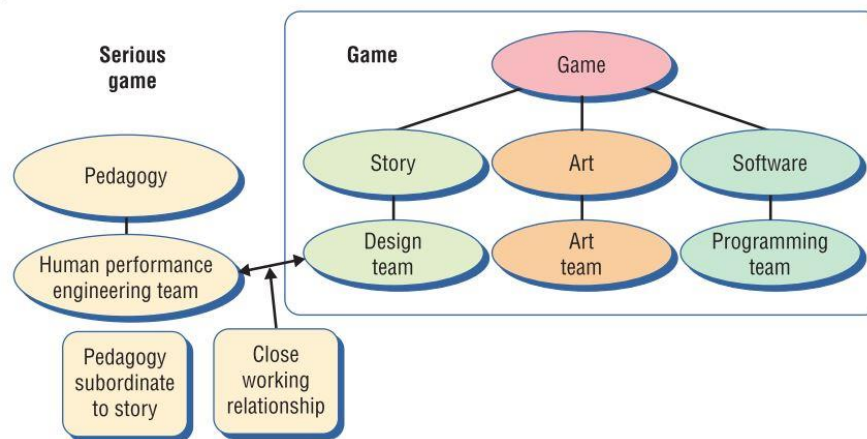 Serious
game
Game
Game
Pedagogy
Story
Art
Software
Human performance
engineering team
Design
team
Art
team
Programming
team
Pedagogy
subordinate
to story
Close
working
relationship